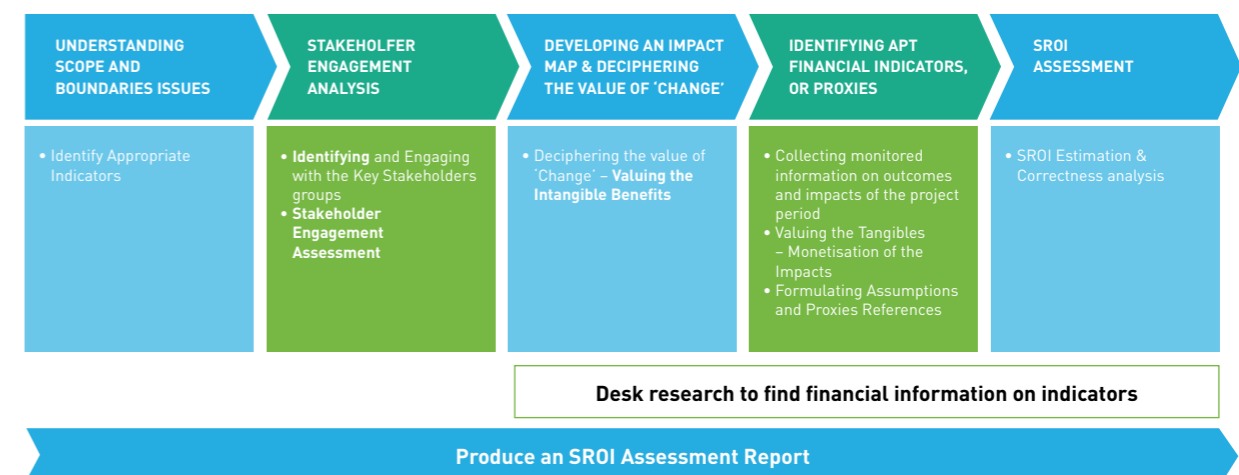 UNDERSTANDING
SCOPE AND
BOUNDARIES ISSUES
STAKEHOLFER
ENGAGEMENT
ANALYSIS
DEVELOPING AN IMPACT
MAP & DECIPHERING
THE VALUE OF ‘CHANGE’
IDENTIFYING APT
FINANCIAL INDICATORS,
OR PROXIES
SROI
ASSESSMENT
• Identify Appropriate
Indicators
• Identifying and Engaging
with the Key Stakeholders
groups
• Stakeholder
Engagement
Assessment
• Deciphering the value of
‘Change’ – Valuing the
Intangible Benefits
• Collecting monitored
information on outcomes
and impacts of the project
period
• Valuing the Tangibles
– Monetisation of the
Impacts
• Formulating Assumptions
and Proxies References
• SROI Estimation &
Correctness analysis
Desk research to find financial information on indicators
Produce an SROI Assessment Report